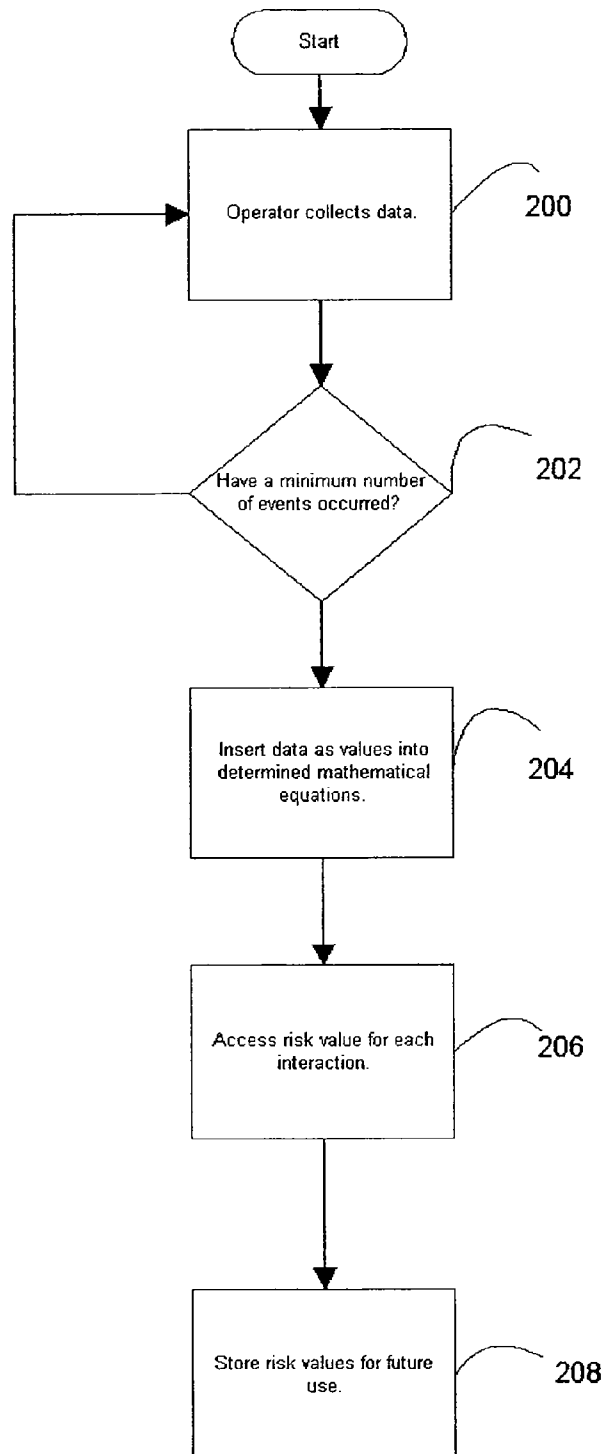 Start
Operator collects data.
200
Have a minimum number
of events occurred?
202
Insert data as values into
determined mathematical
equations.
204
Access risk value for each
interaction.
206
Store risk values for future
use.
208